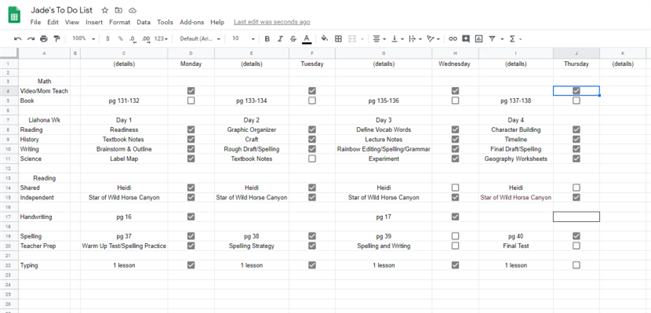 Jade's To Do List
File Edit View Insert Format Data Tools Add-ons Help Last edit was seconds ago
100% $ % .0 .00 123 Default (Ari... 10 B I S A
A B C D E F G H I J K
1 (details) Monday (details) Tuesday (details) Wednesday (details) Thursday (details)
2
3 Math
4 Video/Mom Teach
5 Book pg 131-132 pg 133-134 pg 135-136 pg 137-138
6
7 Liahona Wk Day 1 Day 2 Day 3 Day 4
8 Reading Readiness Graphic Organizer Define Vocab Words Character Building
9 History Textbook Notes Craft Lecture Notes Timeline
10 Writing Brainstorm & Outline Rough Draft/Spelling Rainbow Editing/Spelling/Grammar Final Draft/Spelling
11 Science Label Map Textbook Notes Experiment Geography Worksheets
12
13 Reading
14 Shared Heidi Heidi Heidi Heidi
15 Independent Star of Wild Horse Canyon Star of Wild Horse Canyon Star of Wild Horse Canyon Star of Wild Horse Canyon
16
17 Handwriting pg 16 pg 17
18
19 Spelling pg 37 pg 38 pg 39 pg 40
20 Teacher Prep Warm Up Test/Spelling Practice Spelling Strategy Spelling and Writing Final Test
21
22 Typing 1 lesson 1 lesson 1 lesson 1 lesson
23
24
25
26